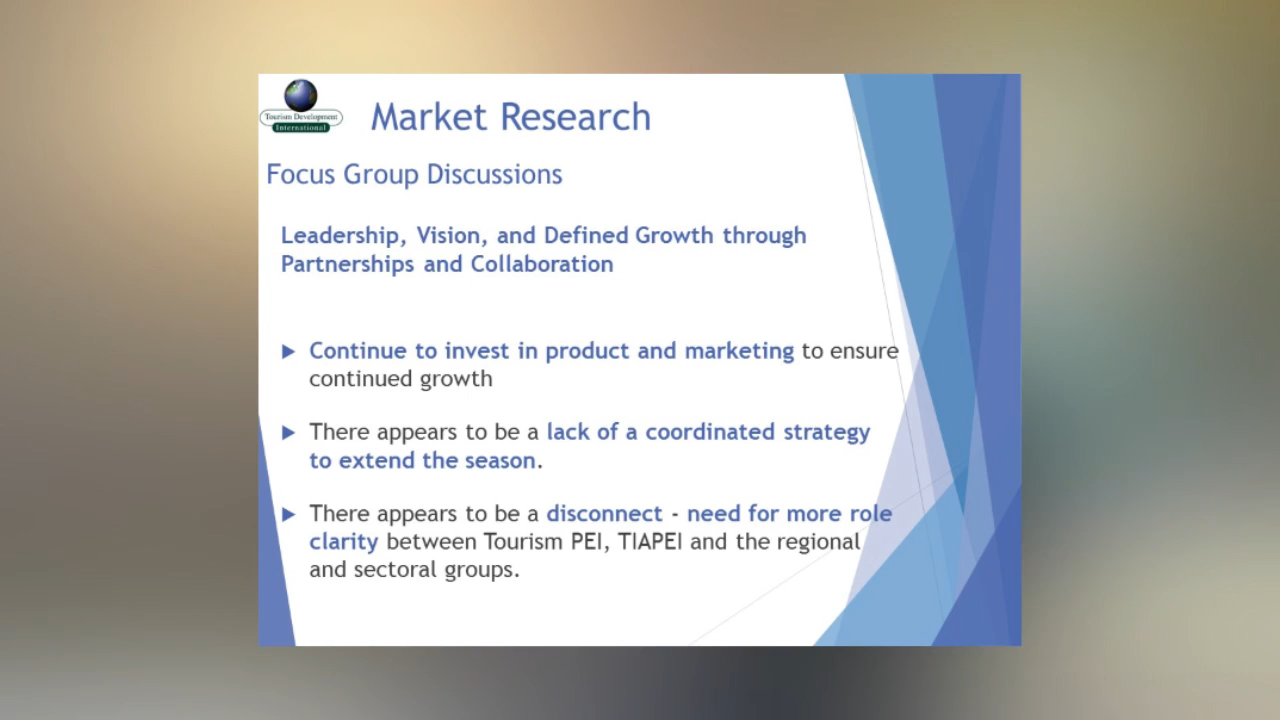 Tourism Development
International
Market Research
Focus Group Discussions
Leadership, Vision, and Defined Growth through
Partnerships and Collaboration
Continue to invest in product and marketing to ensure
continued growth
There appears to be a lack of a coordinated strategy
to extend the season.
There appears to be a disconnect - need for more role
clarity between Tourism PEI, TIAPEI and the regional
and sectoral groups.